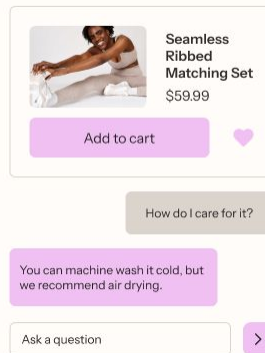 Seamless
Ribbed
Matching Set
$59.99
Add to cart
How do I care for it?
You can machine wash it cold, but
we recommend air drying.
Ask a question